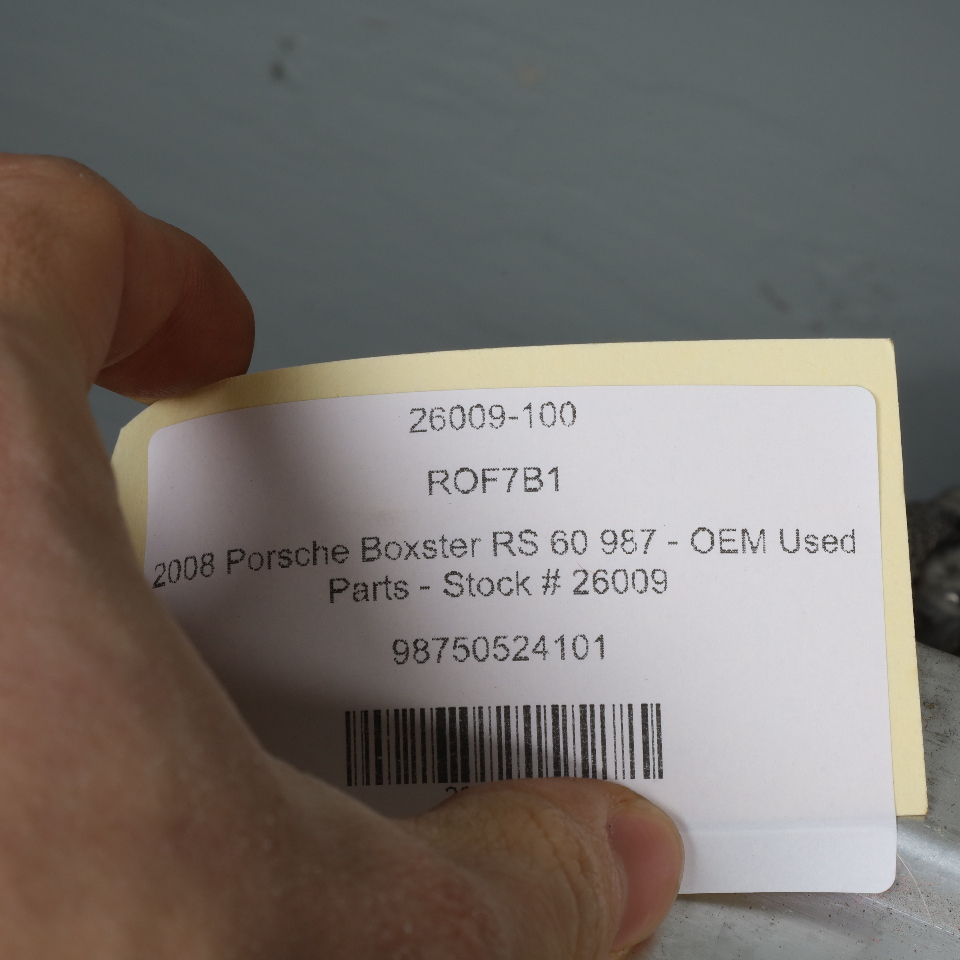 26009-100
ROF7B1
2008 Porsche Boxster RS 60 987 - OEM Used
Parts - Stock # 26009
98750524101